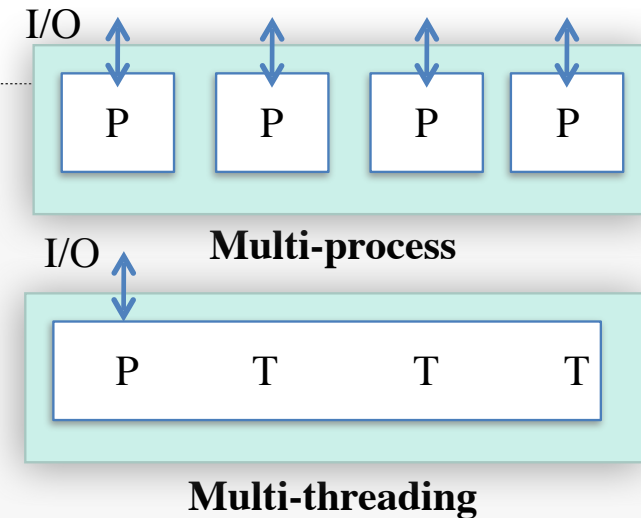 I/O
P P P P
Multi-process
I/O
P T T T
Multi-threading